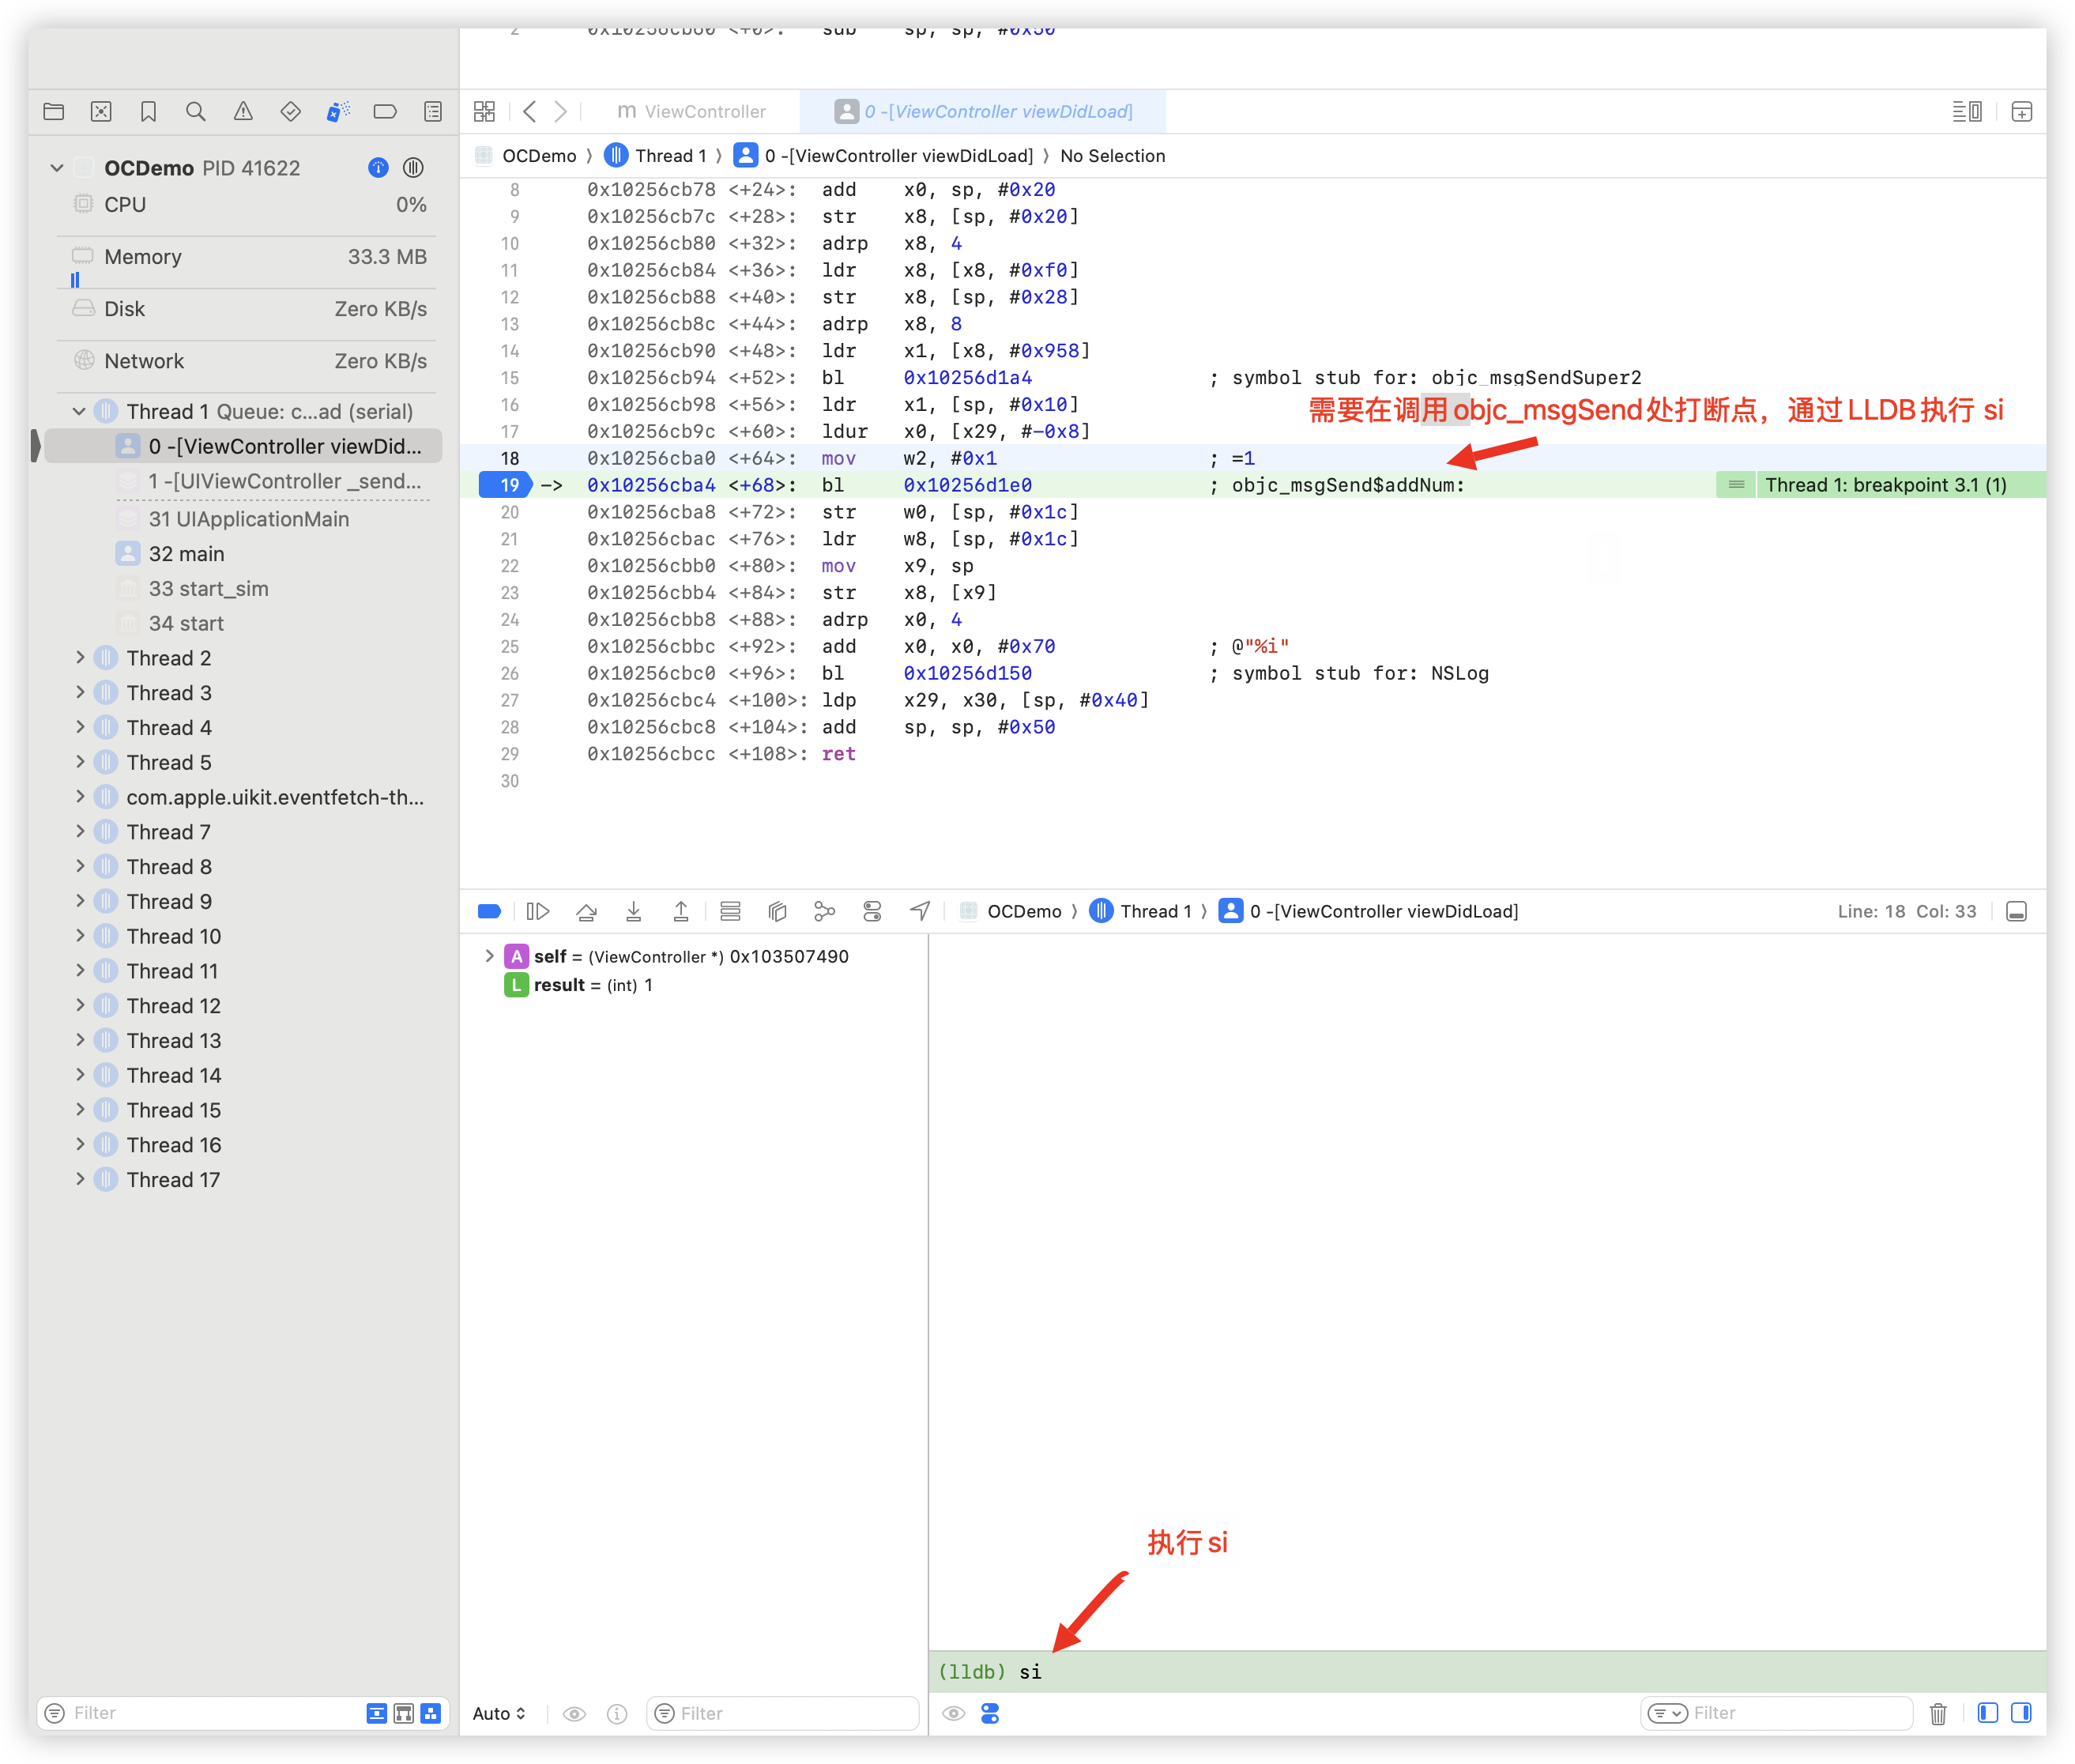 2 0x10256cb60 <+0>: sub sp, sp, #0x50
ViewController
0 -[ViewController viewDidLoad]
OCDemo PID 41622
OCDemo 〉 Thread 1 〉 0 -[ViewController viewDidLoad] 〉 No Selection
CPU 0%
Memory 33.3 MB
Disk Zero KB/s
Network Zero KB/s
Thread 1 Queue: c...ad (serial)
0 -[ViewController viewDid...
1 -[UIViewController _send...
31 UIApplicationMain
32 main
33 start_sim
34 start
Thread 2
Thread 3
Thread 4
Thread 5
com.apple.uikit.eventfetch-th...
Thread 7
Thread 8
Thread 9
Thread 10
Thread 11
Thread 12
Thread 13
Thread 14
Thread 15
Thread 16
Thread 17
Filter
8 0x10256cb78 <+24>: add x0, sp, #0x20
9 0x10256cb7c <+28>: str x8, [sp, #0x20]
10 0x10256cb80 <+32>: adrp x8, 4
11 0x10256cb84 <+36>: ldr x8, [x8, #0xf0]
12 0x10256cb88 <+40>: str x8, [sp, #0x28]
13 0x10256cb8c <+44>: adrp x8, 8
14 0x10256cb90 <+48>: ldr x1, [x8, #0x958]
15 0x10256cb94 <+52>: bl 0x10256d1a4 ; symbol stub for: objc_msgSendSuper2
16 0x10256cb98 <+56>: ldr x1, [sp, #0x10]
需要在调用objc_msgSend处打断点，通过LLDB执行 si
17 0x10256cb9c <+60>: ldur x0, [x29, #-0x8]
18 0x10256cba0 <+64>: mov w2, #0x1 ; =1
19 -> 0x10256cba4 <+68>: bl 0x10256d1e0 ; objc_msgSend$addNum: Thread 1: breakpoint 3.1 (1)
20 0x10256cba8 <+72>: str w0, [sp, #0x1c]
21 0x10256cbac <+76>: ldr w8, [sp, #0x1c]
22 0x10256cbb0 <+80>: mov x9, sp
23 0x10256cbb4 <+84>: str x8, [x9]
24 0x10256cbb8 <+88>: adrp x0, 4
25 0x10256cbbc <+92>: add x0, x0, #0x70 ; @"%i"
26 0x10256cbc0 <+96>: bl 0x10256d150 ; symbol stub for: NSLog
27 0x10256cbc4 <+100>: ldp x29, x30, [sp, #0x40]
28 0x10256cbc8 <+104>: add sp, sp, #0x50
29 0x10256cbcc <+108>: ret
30
OCDemo 〉 Thread 1 〉 0 -[ViewController viewDidLoad] Line: 18 Col: 33
A self = (ViewController *) 0x103507490
L result = (int) 1
执行si
(lldb) si
Auto
Filter
Filter